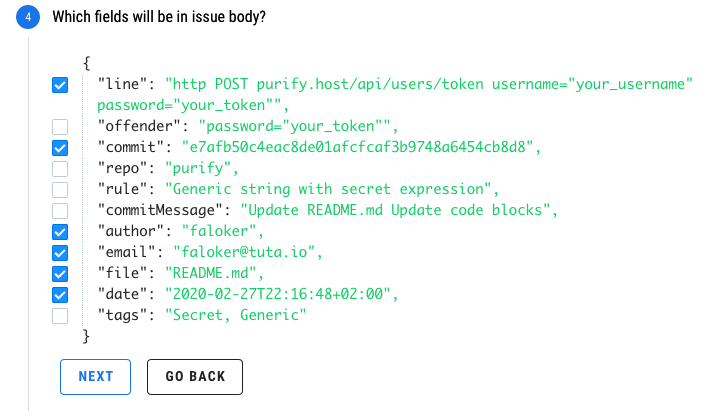 4 Which fields will be in issue body?
{
"line": "http POST purify.host/api/users/token username="your_username"
password="your_token"",
"offender": "password="your_token"",
"commit": "e7afb50c4eac8de01afcfcaf3b9748a6454cb8d8",
"repo": "purify",
"rule": "Generic string with secret expression",
"commitMessage": "Update README.md Update code blocks",
"author": "faloker",
"email": "faloker@tuta.io",
"file": "README.md",
"date": "2020-02-27T22:16:48+02:00",
"tags": "Secret, Generic"
}
NEXT GO BACK